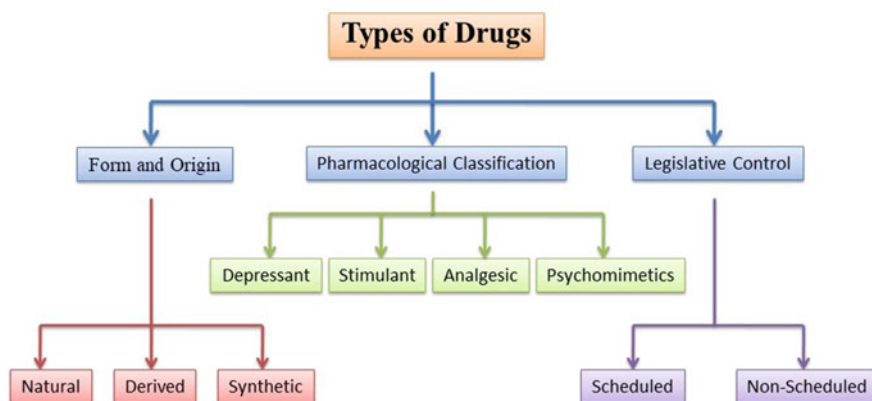 Types of Drugs
Form and Origin
Pharmacological Classification
Legislative Control
Depressant
Stimulant
Analgesic
Psychomimetics
Natural
Derived
Synthetic
Scheduled
Non-Scheduled